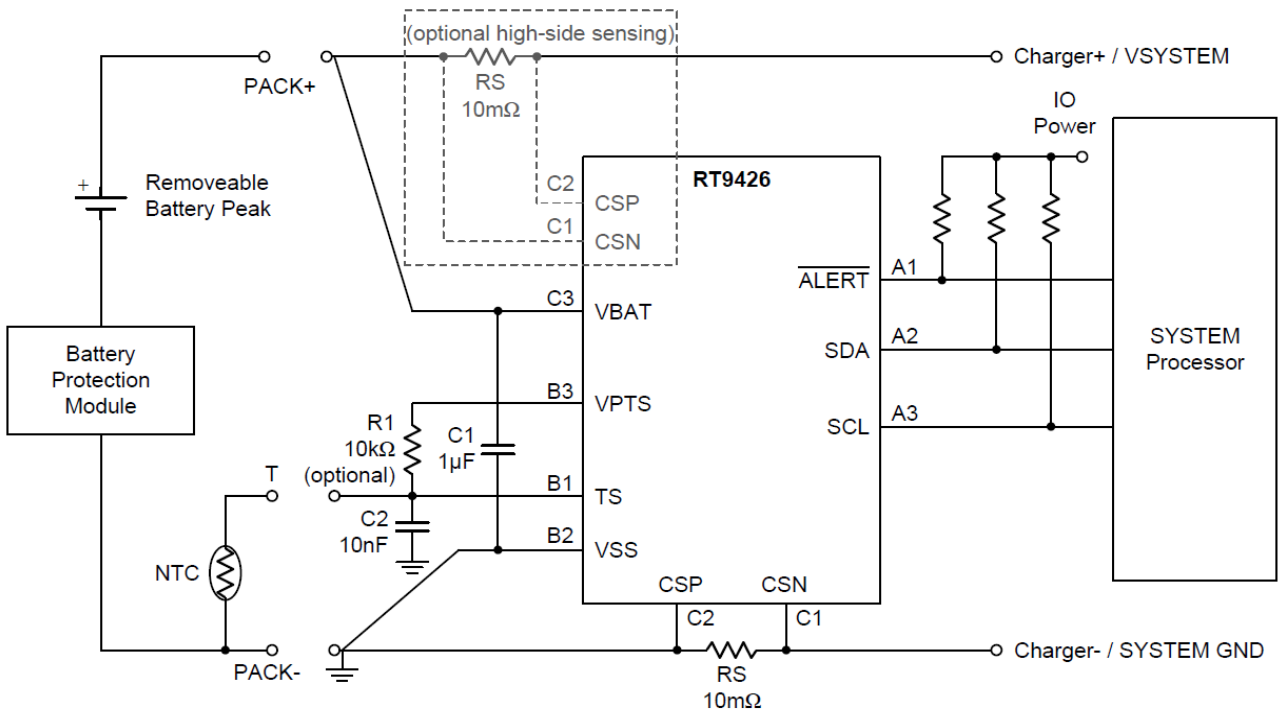 (optional high-side sensing)
PACK+
RS
10mΩ
Charger+ / VSYSTEM
IO
Power
+
Removeable
Battery Peak
C2
CSP
C1
CSN
RT9426
ALERT
A1
C3
VBAT
SDA
A2
SYSTEM
Processor
Battery
Protection
Module
B3
VPTS
SCL
A3
R1
10kΩ
(optional)
C1
1µF
T
B1
TS
C2
10nF
B2
VSS
NTC
CSP
CSN
C2
C1
PACK-
RS
10mΩ
Charger- / SYSTEM GND